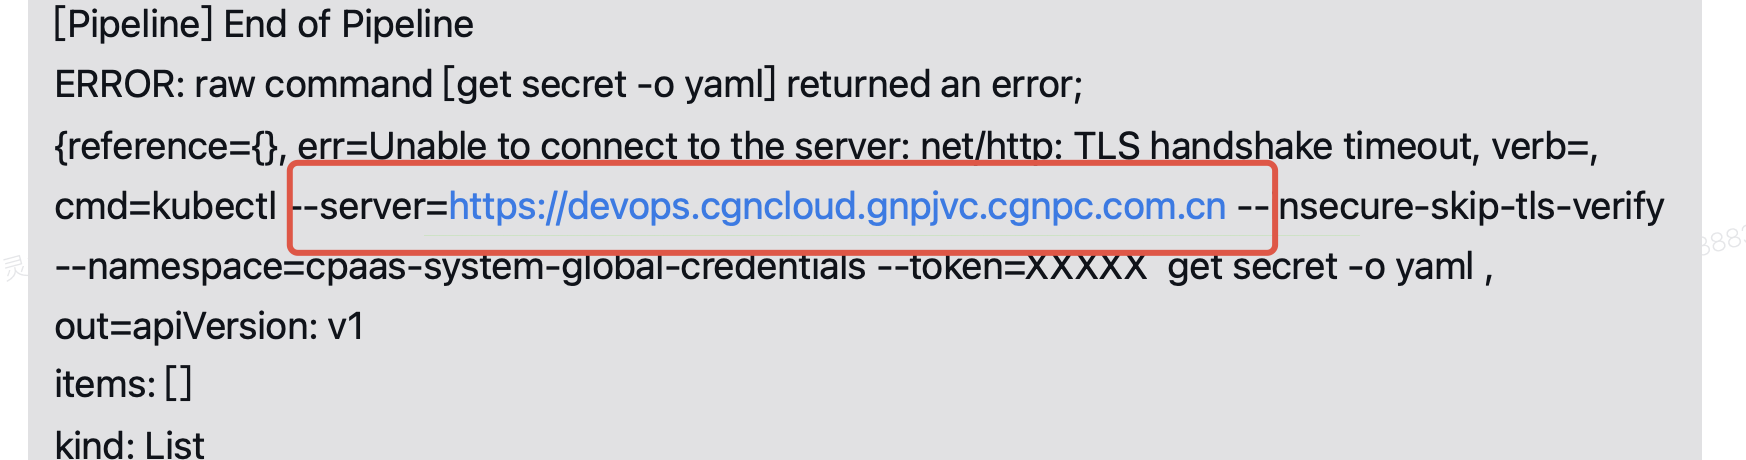 [Pipeline] End of Pipeline
ERROR: raw command [get secret -o yaml] returned an error;
{reference={}, err=Unable to connect to the server: net/http: TLS handshake timeout, verb=,
cmd=kubectl --server=https://devops.cgncloud.gnpjvc.cgnpc.com.cn --insecure-skip-tls-verify
--namespace=cpaas-system-global-credentials --token=XXXXX get secret -o yaml ,
out=apiVersion: v1
items: []
kind: List
灵